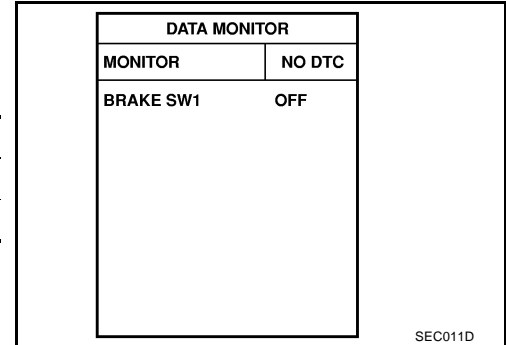 DATA MONITOR
MONITOR NO DTC
BRAKE SW1 OFF
SEC011D